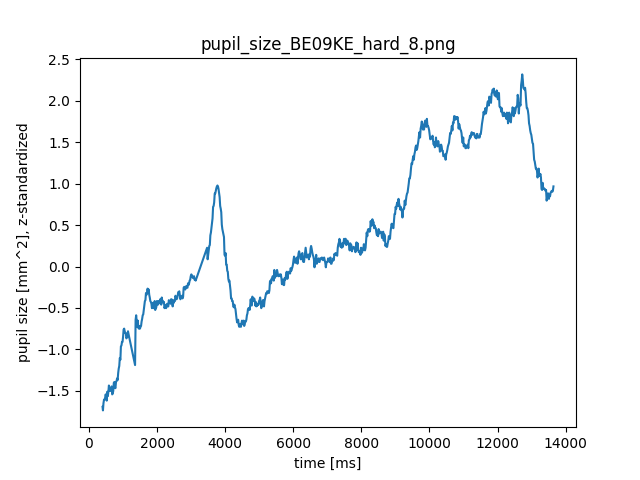 pupil_size_BE09KE_hard_8.png
pupil size [mm^2], z-standardized
2.5
2.0
1.5
1.0
0.5
0.0
−0.5
−1.0
−1.5
0 2000 4000 6000 8000 10000 12000 14000
time [ms]